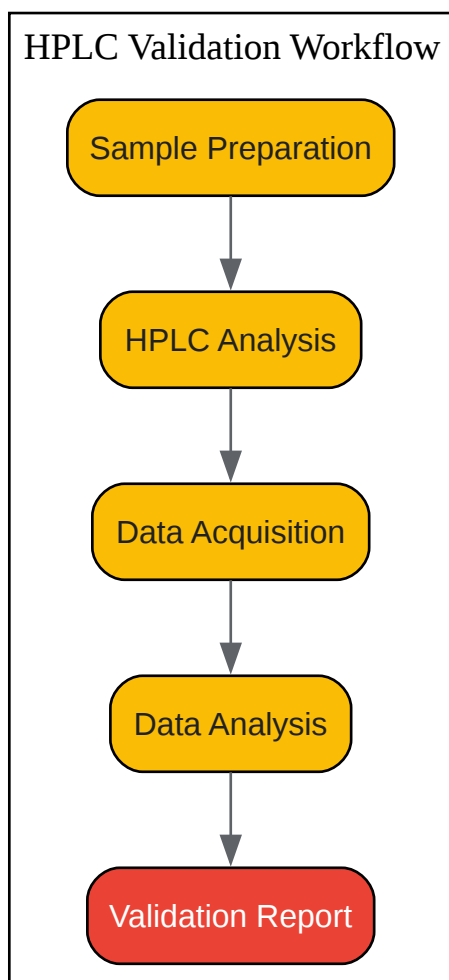 HPLC Validation Workflow
Sample Preparation
HPLC Analysis
Data Acquisition
Data Analysis
Validation Report